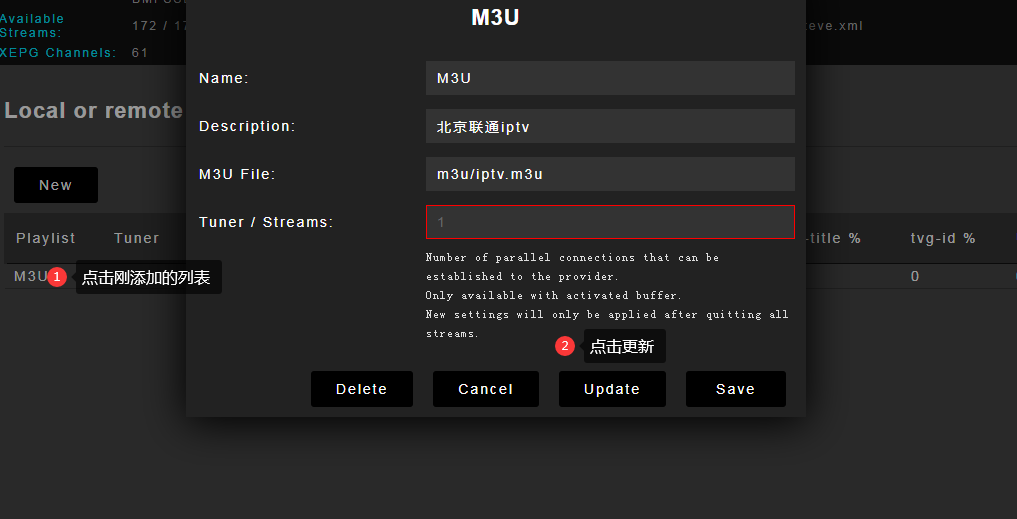 M3U
Available
Streams:
172 / 17
eve.xml
XEPG Channels:
61
Name:
M3U
Local or remote
Description:
北京联通iptv
M3U File:
m3u/iptv.m3u
New
Tuner / Streams:
1
Playlist
Tuner
-title %
tvg-id %
Number of parallel connections that can be
established to the provider.
Only available with activated buffer.
New settings will only be applied after quitting all
streams.
M3U
1
点击刚添加的列表
0
2
点击更新
Delete
Cancel
Update
Save